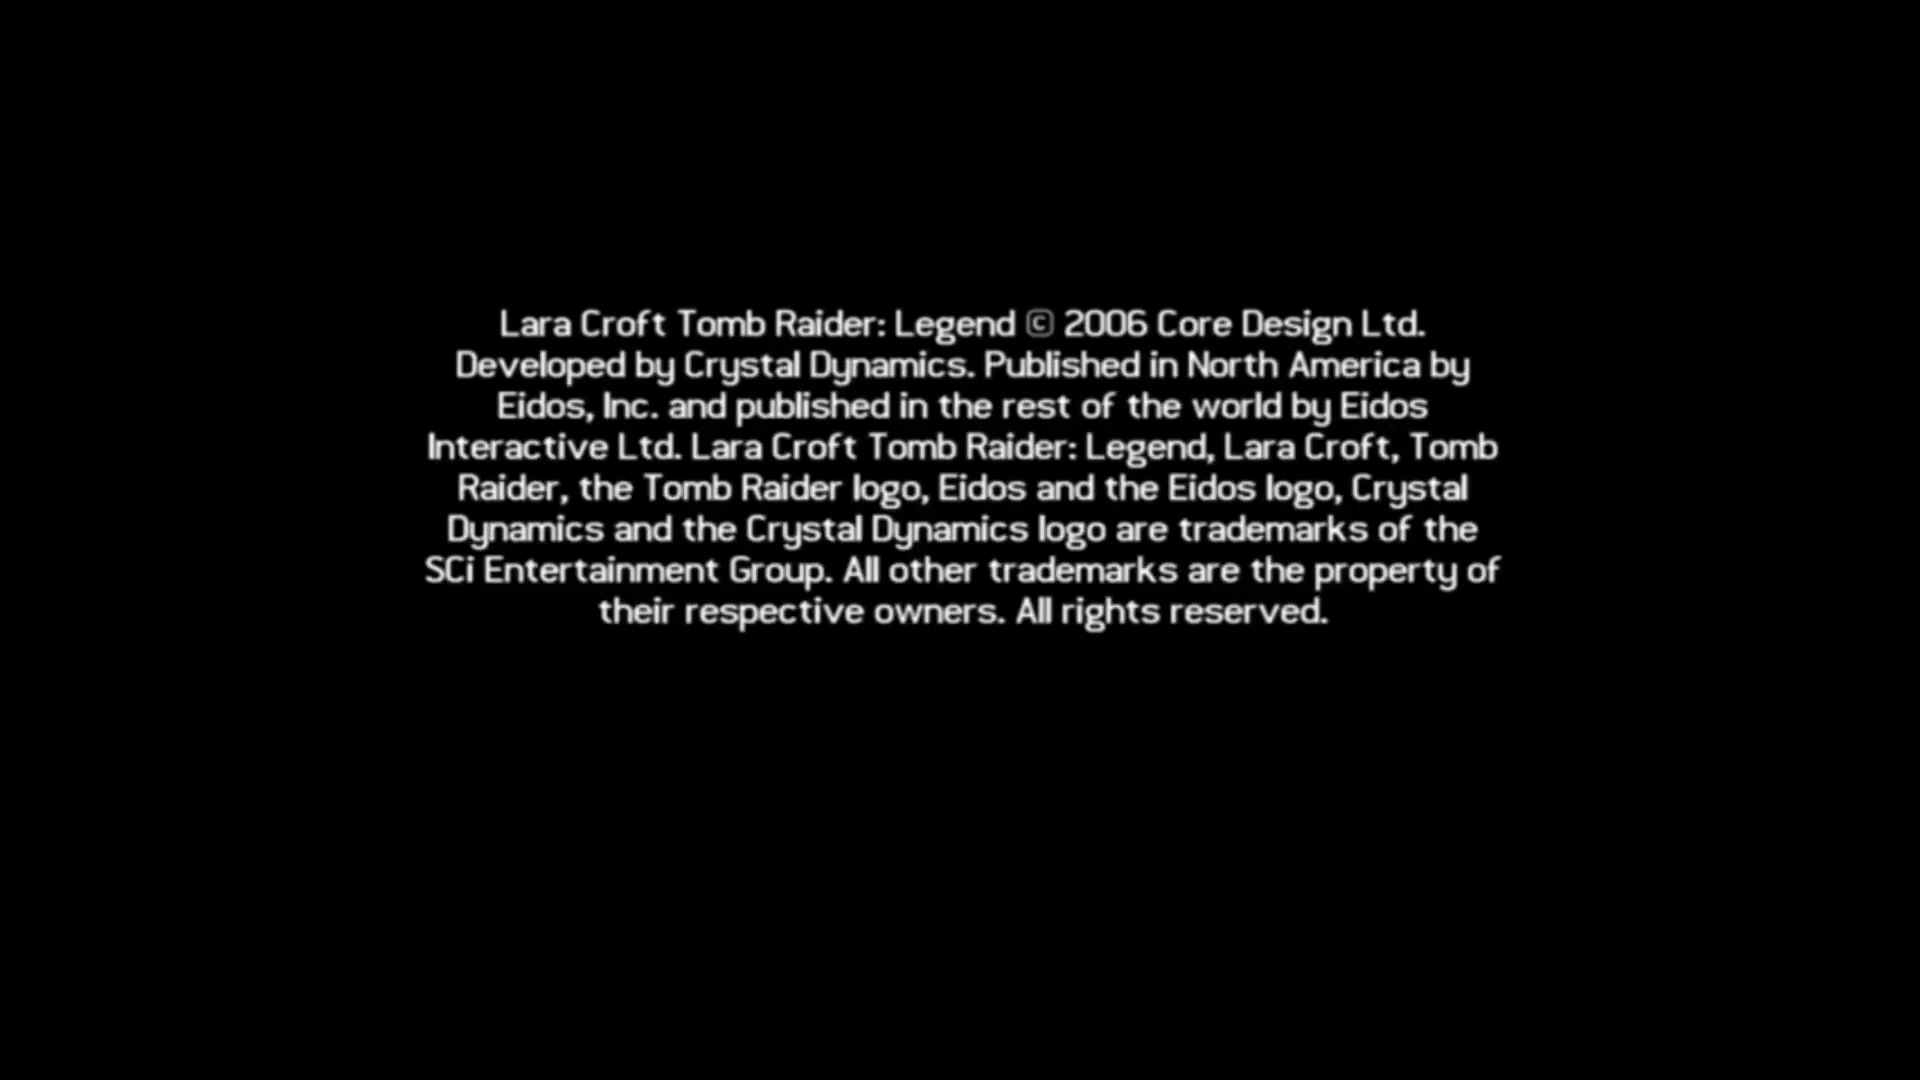 Lara Croft Tomb Raider: Legend © 2006 Core Design Ltd.
Developed by Crystal Dynamics. Published in North America by
Eidos, Inc. and published in the rest of the world by Eidos
Interactive Ltd. Lara Croft Tomb Raider: Legend, Lara Croft, Tomb
Raider, the Tomb Raider logo, Eidos and the Eidos logo, Crystal
Dynamics and the Crystal Dynamics logo are trademarks of the
SCi Entertainment Group. All other trademarks are the property of
their respective owners. All rights reserved.